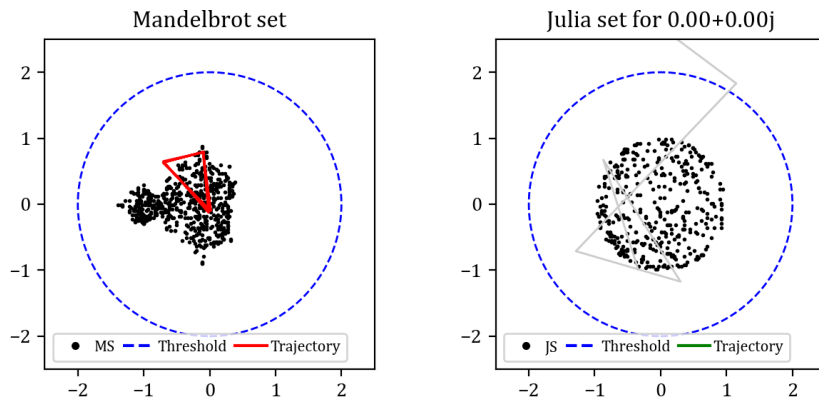 Mandelbrot set
2
1
0
−1
−2
MS Threshold Trajectory
−2 −1 0 1 2
Julia set for 0.00+0.00j
2
1
0
−1
−2
JS Threshold Trajectory
−2 −1 0 1 2